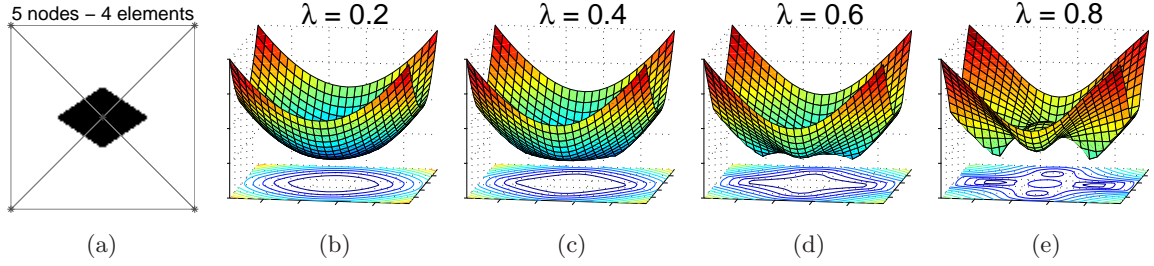 5 nodes − 4 elements
λ = 0.2
λ = 0.4
λ = 0.6
λ = 0.8
(a)
(b)
(c)
(d)
(e)